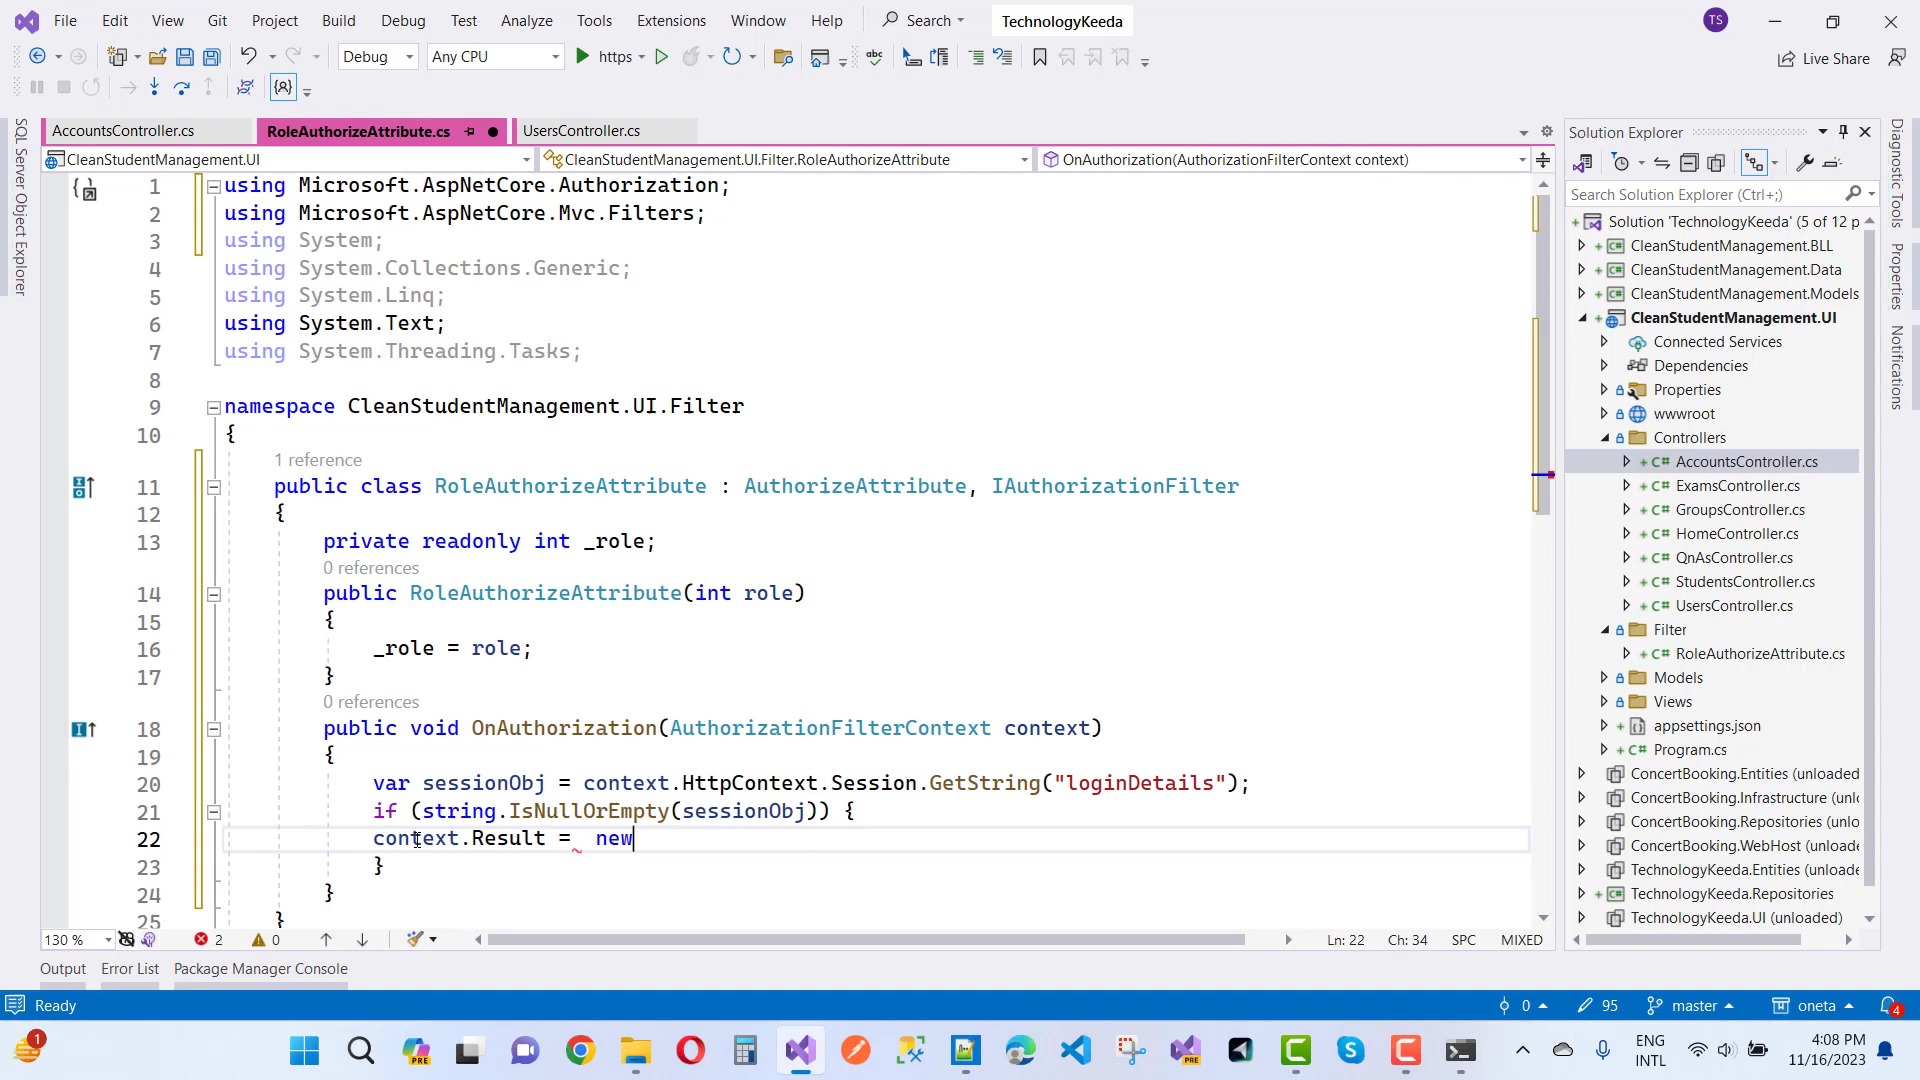 File Edit View Git Project Build Debug Test Analyze Tools Extensions Window Help Search TechnologyKeeda TS
Debug Any CPU https Live Share
AccountsController.cs RoleAuthorizeAttribute.cs UsersController.cs
CleanStudentManagement.UI CleanStudentManagement.UI.Filter.RoleAuthorizeAttribute OnAuthorization(AuthorizationFilterContext context)
SQL Server Object Explorer
1 using Microsoft.AspNetCore.Authorization;
2 using Microsoft.AspNetCore.Mvc.Filters;
3 using System;
4 using System.Collections.Generic;
5 using System.Linq;
6 using System.Text;
7 using System.Threading.Tasks;
8
9 namespace CleanStudentManagement.UI.Filter
10 {
1 reference
11 public class RoleAuthorizeAttribute : AuthorizeAttribute, IAuthorizationFilter
12 {
13 private readonly int _role;
0 references
14 public RoleAuthorizeAttribute(int role)
15 {
16 _role = role;
17 }
0 references
18 public void OnAuthorization(AuthorizationFilterContext context)
19 {
20 var sessionObj = context.HttpContext.Session.GetString("loginDetails");
21 if (string.IsNullOrEmpty(sessionObj)) {
22 context.Result = new
23 }
24 }
25 }
130 % 2 0 Ln: 22 Ch: 34 SPC MIXED
Solution Explorer
Search Solution Explorer (Ctrl+;)
Solution 'TechnologyKeeda' (5 of 12 p
CleanStudentManagement.BLL
CleanStudentManagement.Data
CleanStudentManagement.Models
CleanStudentManagement.UI
Connected Services
Dependencies
Properties
wwwroot
Controllers
C# AccountsController.cs
C# ExamsController.cs
C# GroupsController.cs
C# HomeController.cs
C# QnAsController.cs
C# StudentsController.cs
C# UsersController.cs
Filter
C# RoleAuthorizeAttribute.cs
Models
Views
appsettings.json
C# Program.cs
ConcertBooking.Entities (unloaded
ConcertBooking.Infrastructure (unlo
ConcertBooking.Repositories (unloa
ConcertBooking.WebHost (unloaded
TechnologyKeeda.Entities (unloade
TechnologyKeeda.Repositories
TechnologyKeeda.UI (unloaded)
Diagnostic Tools
Properties
Notifications
Output Error List Package Manager Console
Ready 0 95 master oneta 4
1 PRE PRE ENG INTL 4:08 PM
11/16/2023